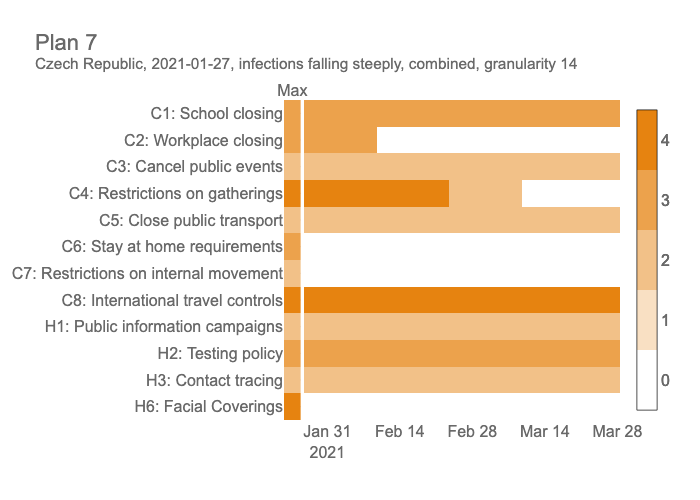 Plan 7
Czech Republic, 2021-01-27, infections falling steeply, combined, granularity 14
Max
C1: School closing
C2: Workplace closing
C3: Cancel public events
C4: Restrictions on gatherings
C5: Close public transport
C6: Stay at home requirements
C7: Restrictions on internal movement
C8: International travel controls
H1: Public information campaigns
H2: Testing policy
H3: Contact tracing
H6: Facial Coverings
4
3
2
1
0
Jan 31 Feb 14 Feb 28 Mar 14 Mar 28
2021